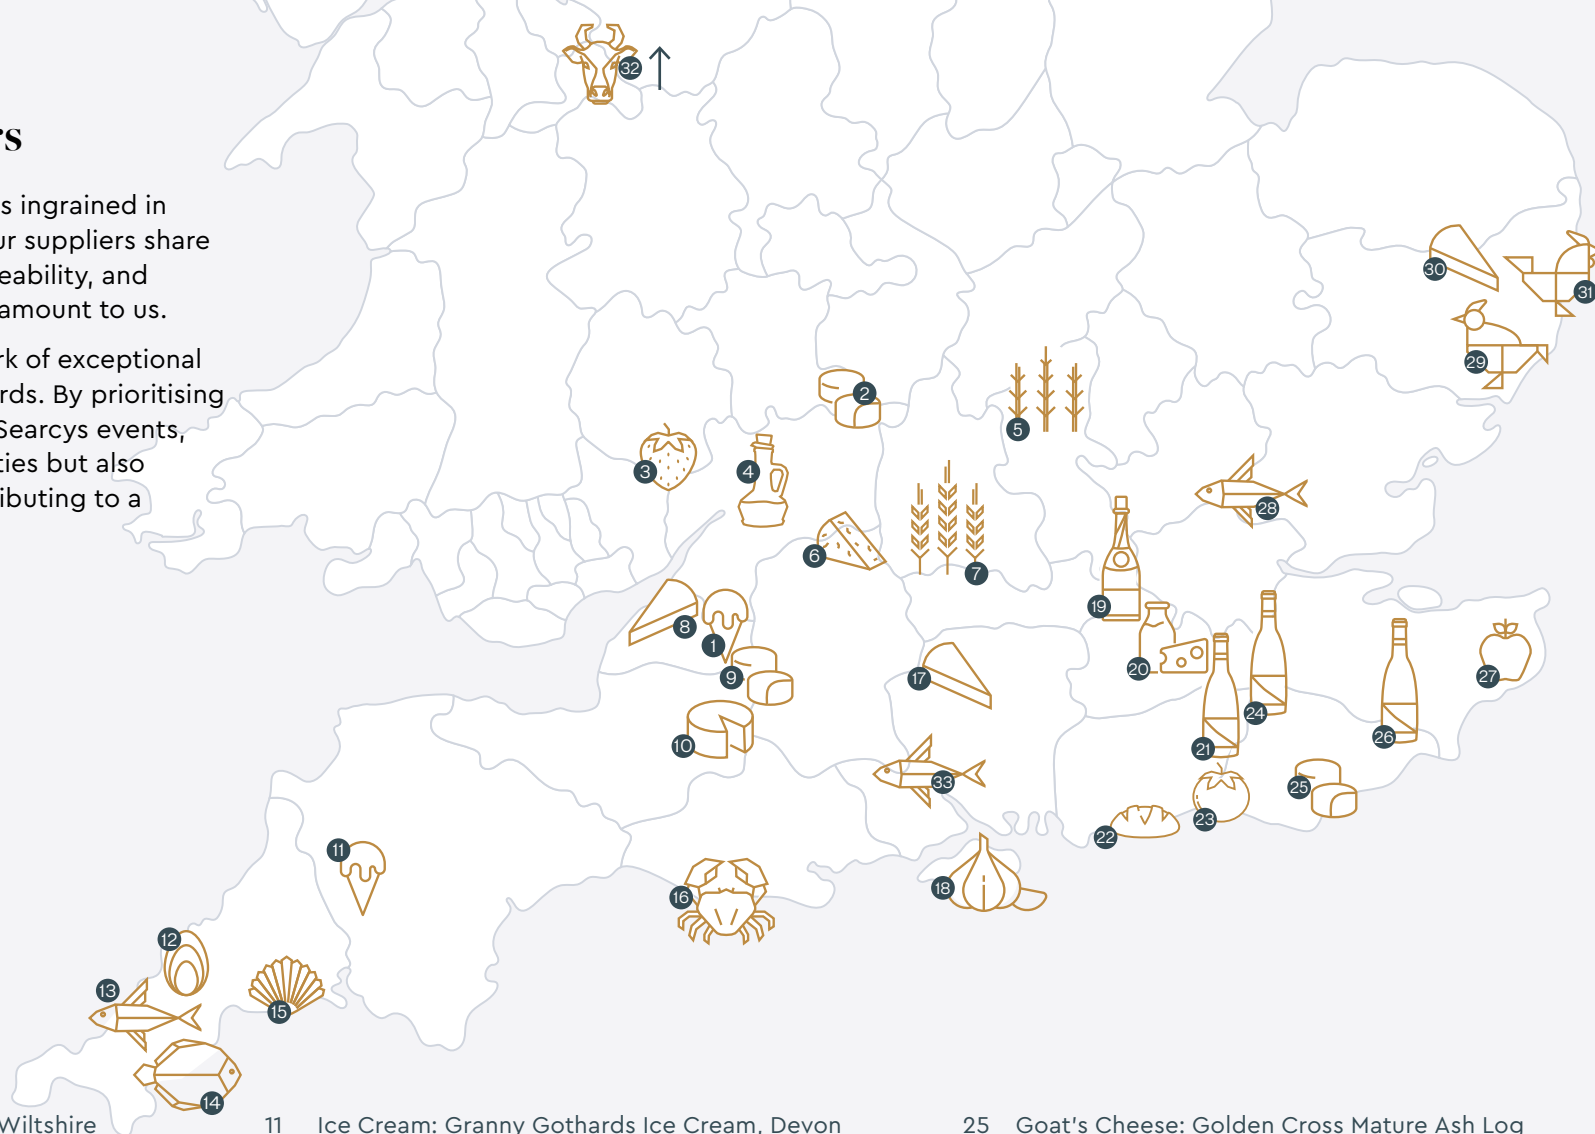 rs
s ingrained in
ur suppliers share
eability, and
amount to us.
rk of exceptional
rds. By prioritising
Searcys events,
ties but also
ibuting to a
32
30
31
29
2
5
3
4
28
6
7
19
8
1
20
9
17
27
24
10
21
26
33
25
23
22
11
18
16
12
13
15
14
Wiltshire
11 Ice Cream: Granny Gothards Ice Cream, Devon
25 Goat's Cheese: Golden Cross Mature Ash Log